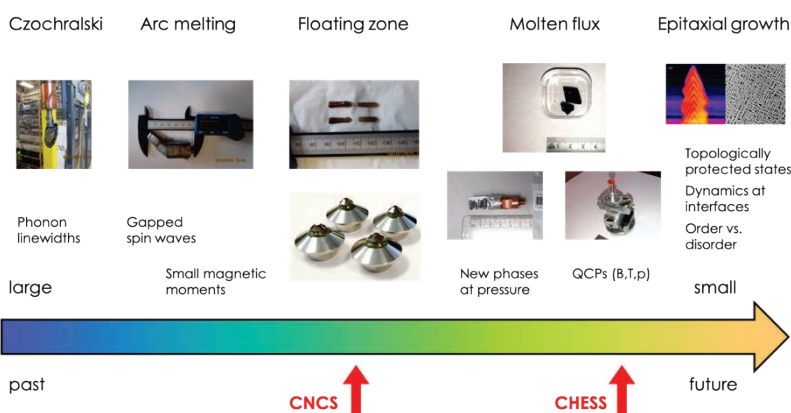 Czochralski
Arc melting
Floating zone
Molten flux
Epitaxial growth
Topologically
protected states
Dynamics at
interfaces
Order vs.
disorder
Phonon
linewidths
Gapped
spin waves
Small magnetic
moments
New phases
at pressure
QCPs (B,T,p)
large
small
past
future
CNCS
CHESS